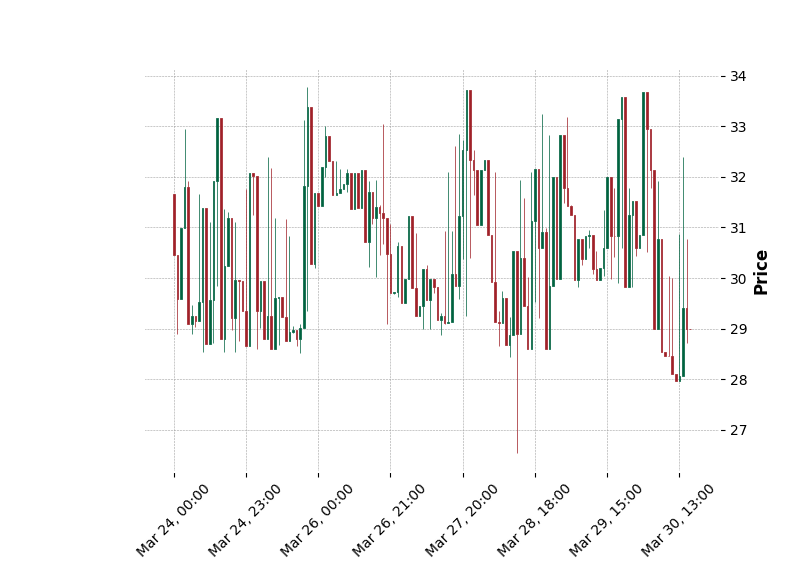 34
33
32
31
30
29
28
27
Price
Mar 24, 00:00
Mar 24, 23:00
Mar 26, 00:00
Mar 26, 21:00
Mar 27, 20:00
Mar 28, 18:00
Mar 29, 15:00
Mar 30, 13:00